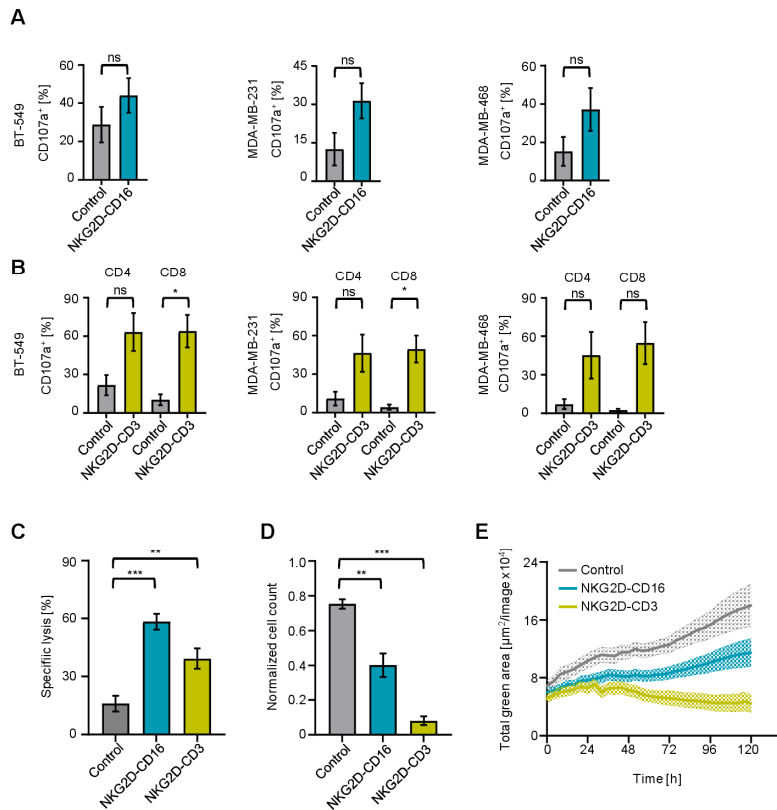 A
BT-549
CD107a⁺ [%]
60
40
20
0
ns
Control
NKG2D-CD16
MDA-MB-231
CD107a⁺ [%]
45
30
15
0
ns
Control
NKG2D-CD16
MDA-MB-468
CD107a⁺ [%]
60
40
20
0
ns
Control
NKG2D-CD16
B
BT-549
CD107a⁺ [%]
90
60
30
0
CD4 CD8
ns *
Control
NKG2D-CD3
Control
NKG2D-CD3
MDA-MB-231
CD107a⁺ [%]
90
60
30
0
CD4 CD8
ns *
Control
NKG2D-CD3
Control
NKG2D-CD3
MDA-MB-468
CD107a⁺ [%]
90
60
30
0
CD4 CD8
ns ns
Control
NKG2D-CD3
Control
NKG2D-CD3
C
Specifiic lysis [%]
90
60
30
0
**
***
Control
NKG2D-CD16
NKG2D-CD3
D
Normalized cell count
1.0
0.8
0.6
0.4
0.2
0
***
**
Control
NKG2D-CD16
NKG2D-CD3
E
Total green area [µm²/image x10⁴]
24
16
8
0
Control
NKG2D-CD16
NKG2D-CD3
0 24 48 72 96 120
Time [h]